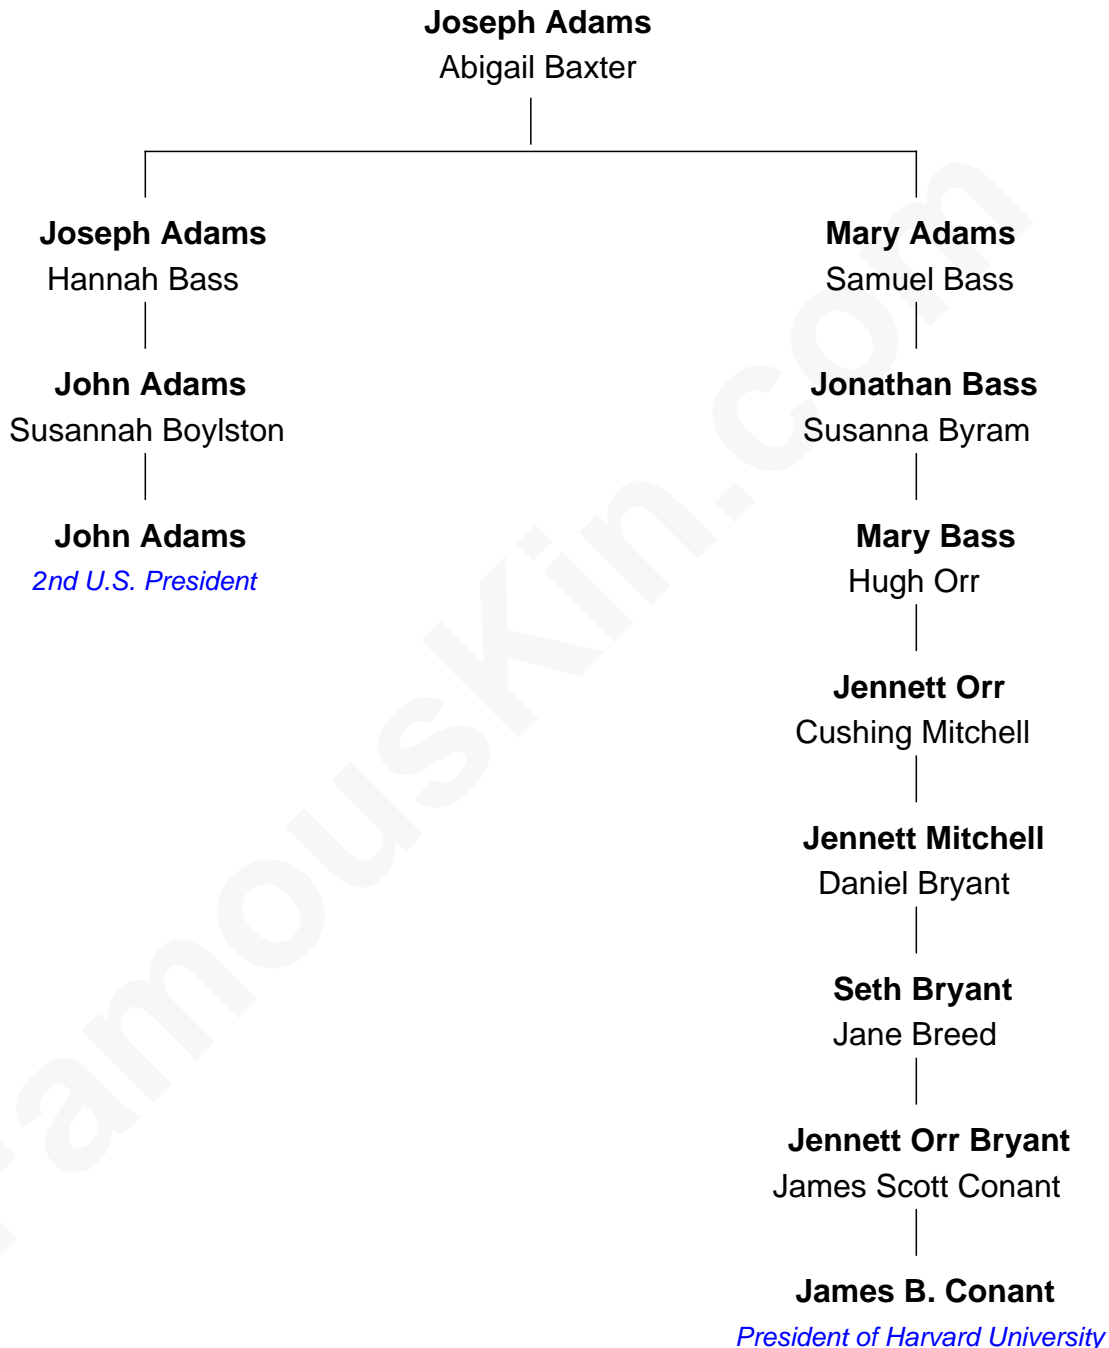 Joseph Adams
Abigail Baxter
Joseph Adams
Hannah Bass
John Adams
Susannah Boylston
John Adams
2nd U.S. President
Mary Adams
Samuel Bass
Jonathan Bass
Susanna Byram
Mary Bass
Hugh Orr
Jennett Orr
Cushing Mitchell
Jennett Mitchell
Daniel Bryant
Seth Bryant
Jane Breed
Jennett Orr Bryant
James Scott Conant
James B. Conant
President of Harvard University
FamousKin.com